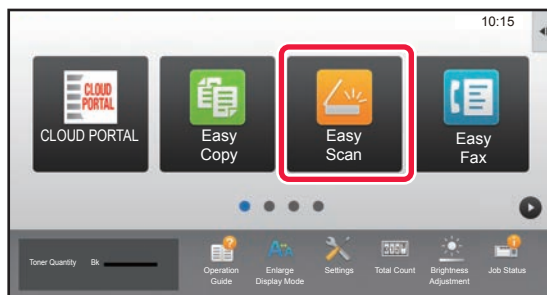 10:15
CLOUD
PORTAL
CLOUD PORTAL
Easy
Copy
Easy
Scan
Easy
Fax
Toner Quantity Bk
Operation
Guide
Enlarge
Display Mode
Settings
Total Count
Brightness
Adjustment
Job Status